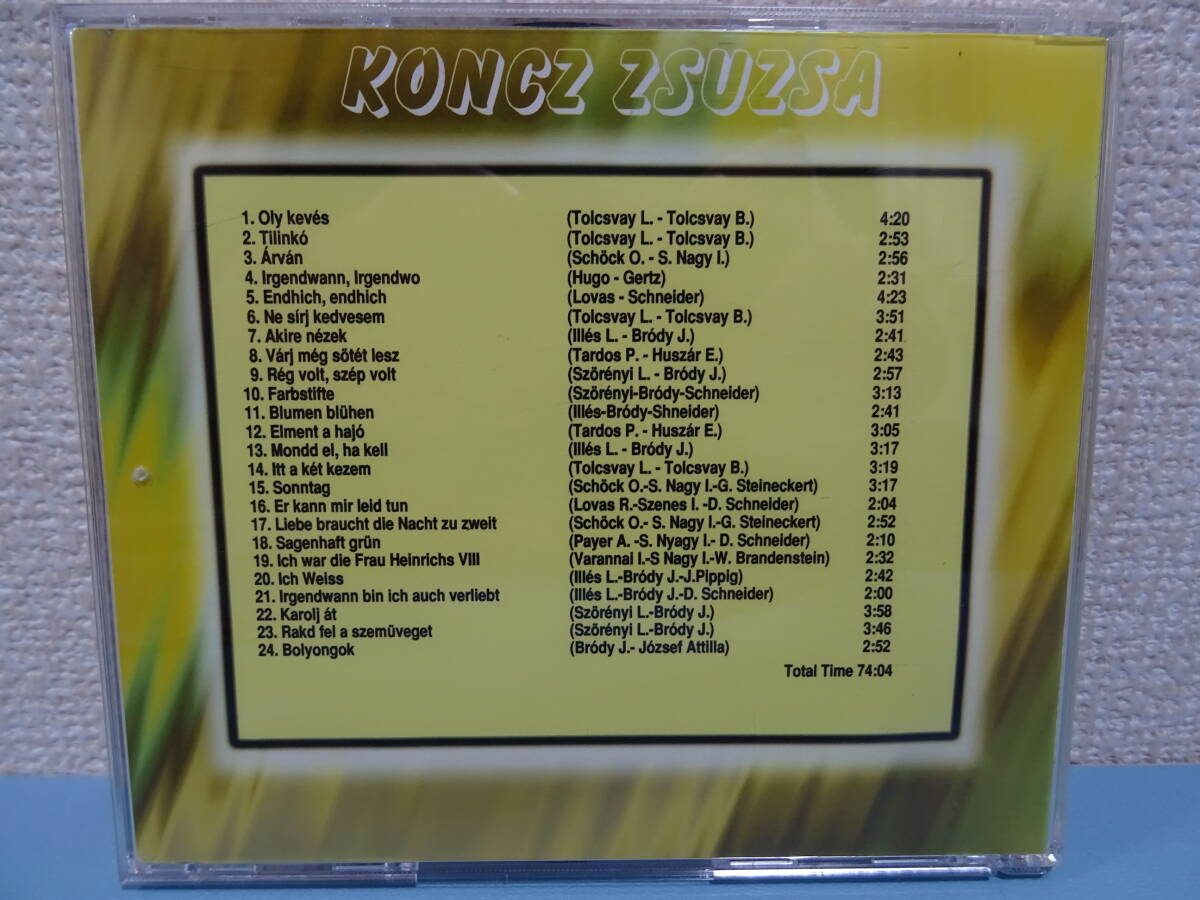 KONCZ ZSUZSA
1. Oly kevés (Tolcsvay L. - Tolcsvay B.) 4:20
2. Tilinkó (Tolcsvay L. - Tolcsvay B.) 2:53
3. Árván (Schöck O. - S. Nagy I.) 2:56
4. Irgendwann, Irgendwo (Hugo - Gertz) 2:31
5. Endhich, endhich (Lovas - Schneider) 4:23
6. Ne sírj kedvesem (Tolcsvay L. - Tolcsvay B.) 3:51
7. Akire nézek (Illés L. - Bródy J.) 2:41
8. Várj még sötét lesz (Tardos P. - Huszár E.) 2:43
9. Rég volt, szép volt (Szörényi L. - Bródy J.) 2:57
10. Farbstifte (Szörényi-Bródy-Schneider) 3:13
11. Blumen blühen (Illés-Bródy-Shneider) 2:41
12. Elment a hajó (Tardos P. - Huszár E.) 3:05
13. Mondd el, ha kell (Illés L. - Bródy J.) 3:17
14. Itt a két kezem (Tolcsvay L. - Tolcsvay B.) 3:19
15. Sonntag (Schöck O.-S. Nagy I.-G. Steineckert) 3:17
16. Er kann mir leid tun (Lovas R.-Szenes I. -D. Schneider) 2:04
17. Liebe braucht die Nacht zu zweit (Schöck O.- S. Nagy I.-G. Steineckert) 2:52
18. Sagenhaft grün (Payer A. -S. Nyagy I.- D. Schneider) 2:10
19. Ich war die Frau Heinrichs VIII (Varannai I.-S Nagy I.-W. Brandenstein) 2:32
20. Ich Weiss (Illés L.-Bródy J.-J.Pippig) 2:42
21. Irgendwann bin ich auch verliebt (Illés L.-Bródy J.-D. Schneider) 2:00
22. Karolj át (Szörényi L.-Bródy J.) 3:58
23. Rakd fel a szemüveget (Szörényi L.-Bródy J.) 3:46
24. Bolyongok (Bródy J.- József Attilla) 2:52
Total Time 74:04